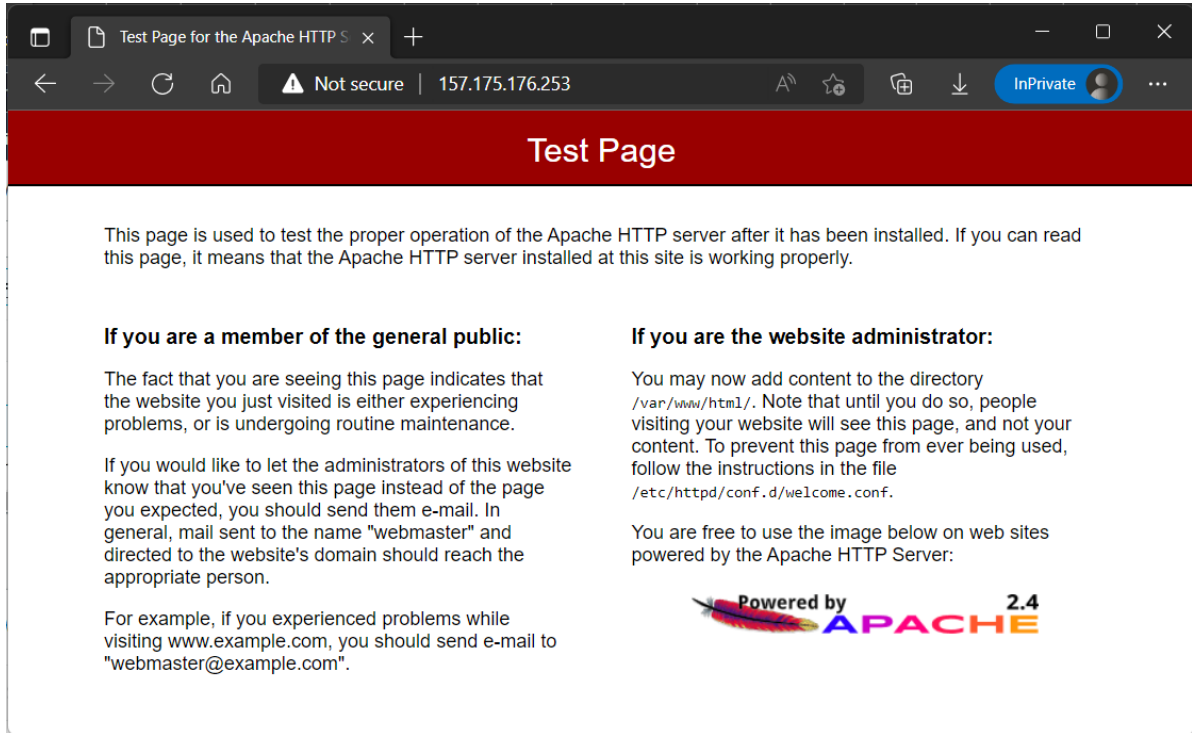 Test Page for the Apache HTTP S
Not secure | 157.175.176.253
InPrivate
Test Page
This page is used to test the proper operation of the Apache HTTP server after it has been installed. If you can read
this page, it means that the Apache HTTP server installed at this site is working properly.
If you are a member of the general public:
The fact that you are seeing this page indicates that
the website you just visited is either experiencing
problems, or is undergoing routine maintenance.
If you would like to let the administrators of this website
know that you've seen this page instead of the page
you expected, you should send them e-mail. In
general, mail sent to the name "webmaster" and
directed to the website's domain should reach the
appropriate person.
For example, if you experienced problems while
visiting www.example.com, you should send e-mail to
"webmaster@example.com".
If you are the website administrator:
You may now add content to the directory
/var/www/html/. Note that until you do so, people
visiting your website will see this page, and not your
content. To prevent this page from ever being used,
follow the instructions in the file
/etc/httpd/conf.d/welcome.conf.
You are free to use the image below on web sites
powered by the Apache HTTP Server:
Powered by 2.4
APACHE